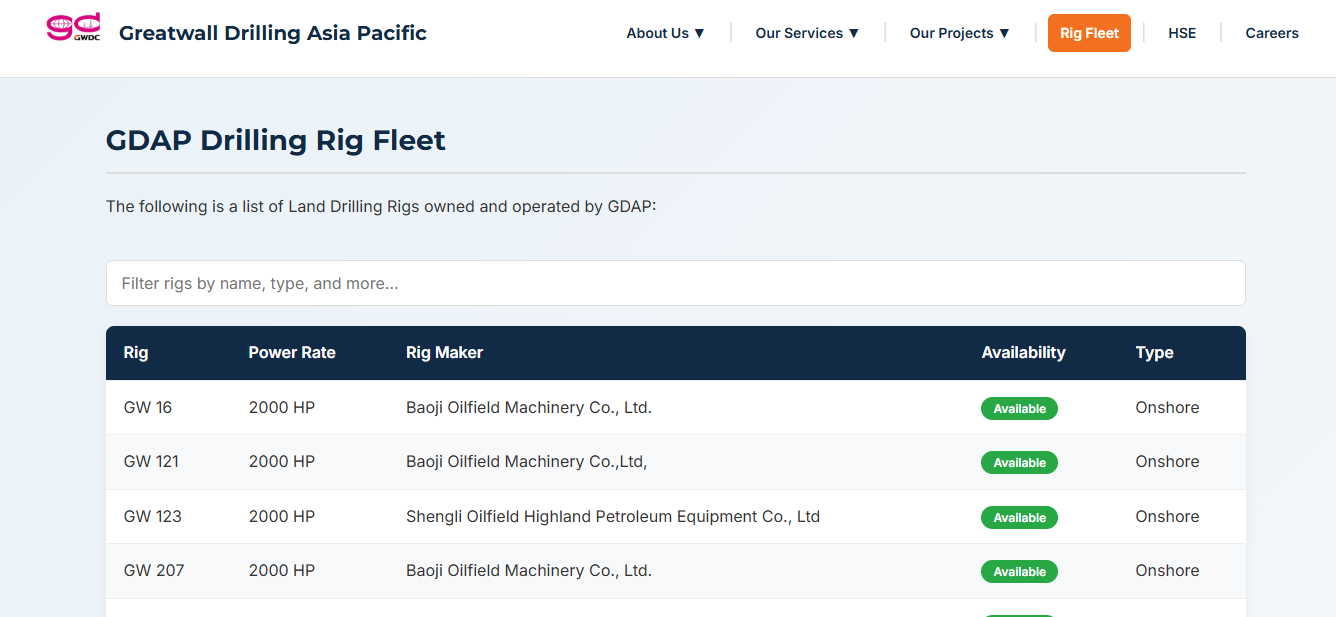 gd GWDC Greatwall Drilling Asia Pacific About Us ▼ Our Services ▼ Our Projects ▼ Rig Fleet HSE Careers
GDAP Drilling Rig Fleet
The following is a list of Land Drilling Rigs owned and operated by GDAP:
Filter rigs by name, type, and more...
Rig Power Rate Rig Maker Availability Type
GW 16 2000 HP Baoji Oilfield Machinery Co., Ltd. Available Onshore
GW 121 2000 HP Baoji Oilfield Machinery Co.,Ltd, Available Onshore
GW 123 2000 HP Shengli Oilfield Highland Petroleum Equipment Co., Ltd Available Onshore
GW 207 2000 HP Baoji Oilfield Machinery Co., Ltd. Available Onshore